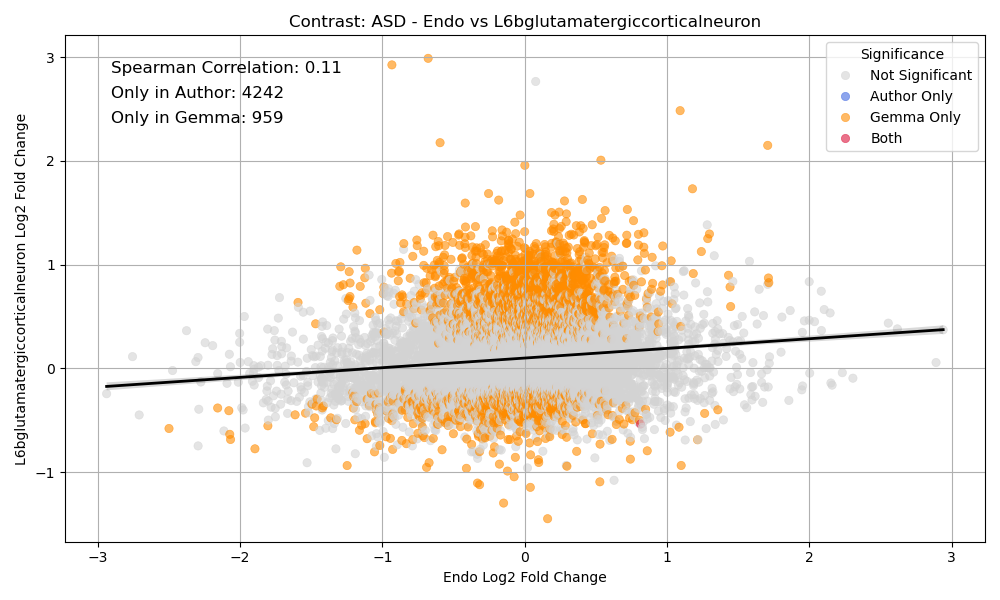 Contrast: ASD - Endo vs L6bglutamatergiccorticalneuron
Spearman Correlation: 0.11
Only in Author: 4242
Only in Gemma: 959
Significance
Not Significant
Author Only
Gemma Only
Both
L6bglutamatergiccorticalneuron Log2 Fold Change
3
2
1
0
−1
−3
−2
−1
0
1
2
3
Endo Log2 Fold Change